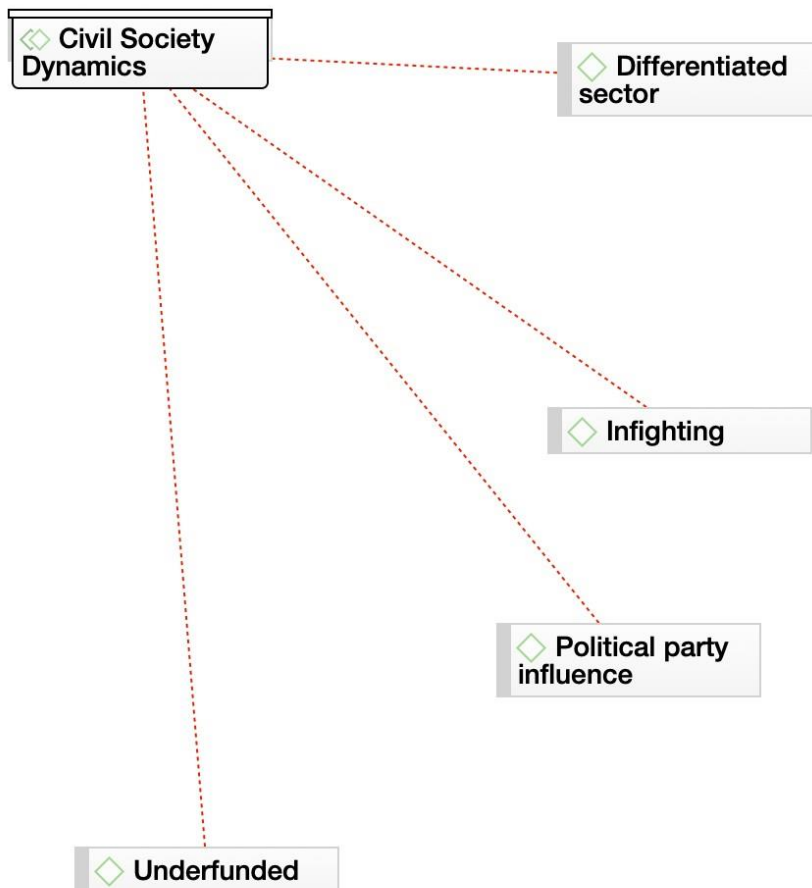 Civil Society
Dynamics
Differentiated
sector
Infighting
Political party
influence
Underfunded